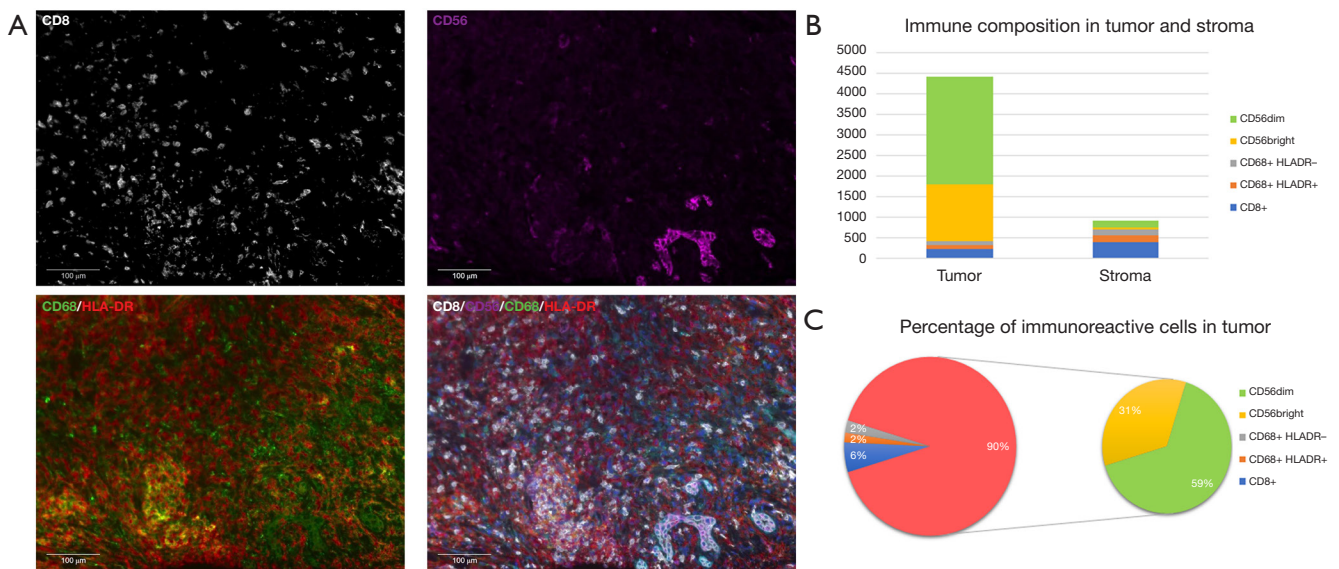 A
CD8
100 μm
CD56
100 μm
CD68/HLA-DR
100 μm
CD8/CD56/CD68/HLA-DR
100 μm
B
Immune composition in tumor and stroma
5000
4500
4000
3500
3000
2500
2000
1500
1000
500
0
Tumor
Stroma
CD56dim
CD56bright
CD68+ HLADR–
CD68+ HLADR+
CD8+
C
Percentage of immunoreactive cells in tumor
2%
2%
6%
90%
31%
59%
CD56dim
CD56bright
CD68+ HLADR–
CD68+ HLADR+
CD8+